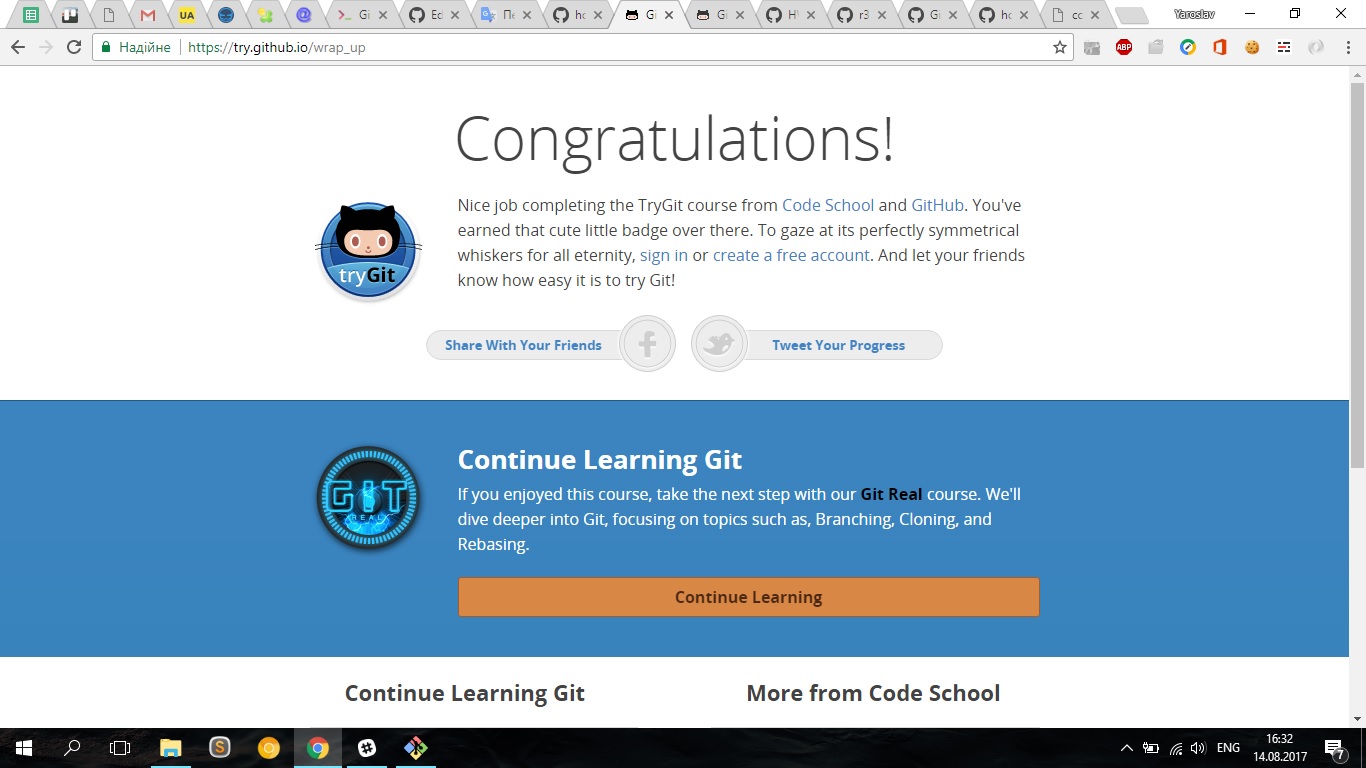 UA
Gi
Ed
Пе
ho
Gi
Gi
H
r3
Gi
ho
cc
Yaroslav
Надійне
https://try.github.io/wrap_up
ABP
Congratulations!
Nice job completing the TryGit course from Code School and GitHub. You've
earned that cute little badge over there. To gaze at its perfectly symmetrical
whiskers for all eternity, sign in or create a free account. And let your friends
know how easy it is to try Git!
tryGit
Share With Your Friends
Tweet Your Progress
Continue Learning Git
If you enjoyed this course, take the next step with our Git Real course. We'll
dive deeper into Git, focusing on topics such as, Branching, Cloning, and
Rebasing.
GIT
REAL
Continue Learning
Continue Learning Git
More from Code School
ENG
16:32
14.08.2017
7